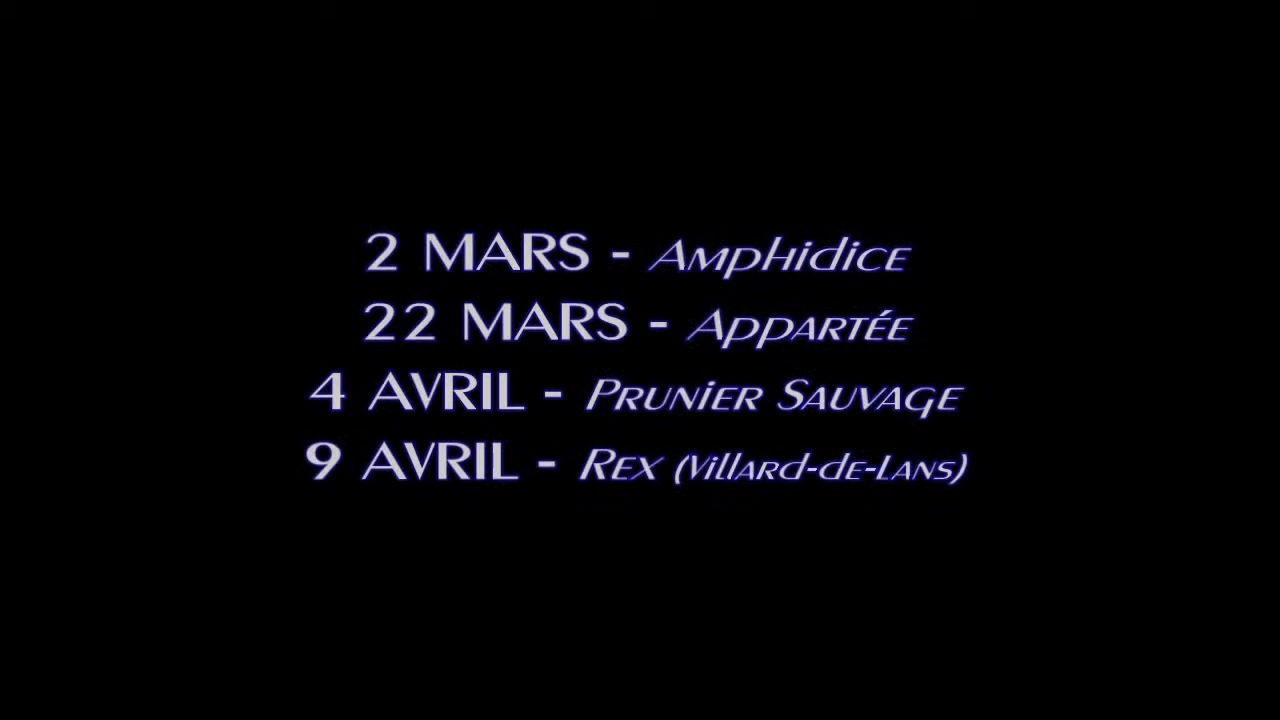 2 MARS - Amphidice
22 MARS - Appartée
4 AVRIL - Prunier Sauvage
9 AVRIL - Rex (Villard-de-Lans)